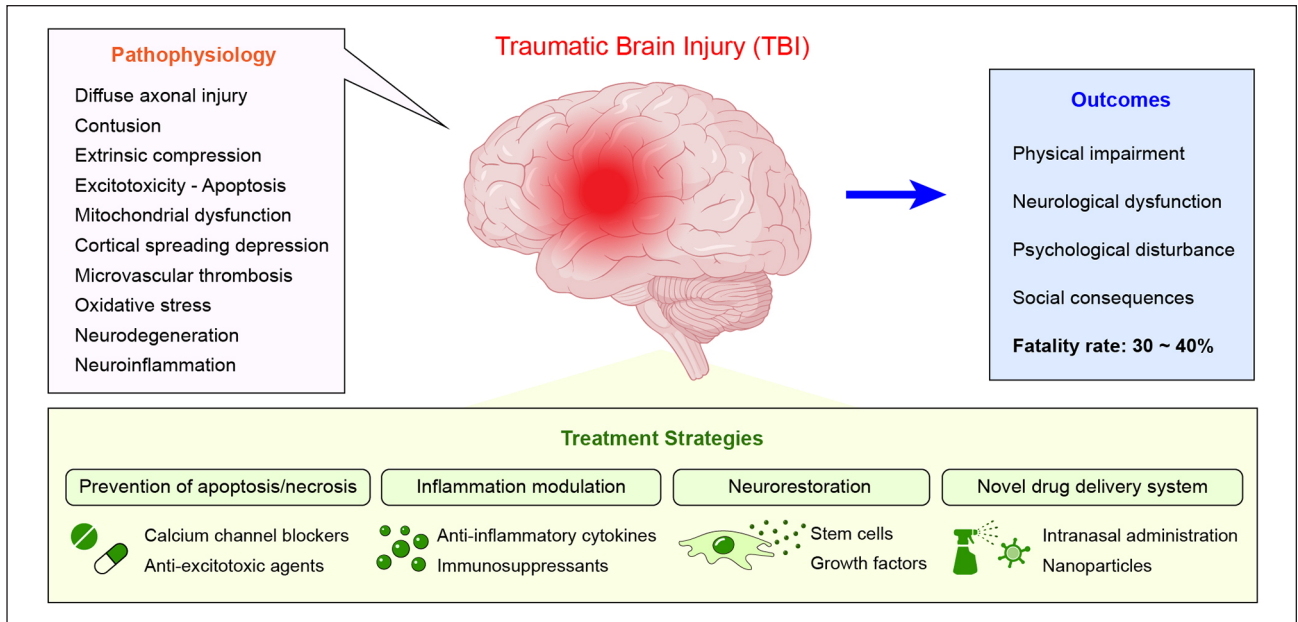 Traumatic Brain Injury (TBI)
Pathophysiology
Diffuse axonal injury
Contusion
Extrinsic compression
Excitotoxicity - Apoptosis
Mitochondrial dysfunction
Cortical spreading depression
Microvascular thrombosis
Oxidative stress
Neurodegeneration
Neuroinflammation
Outcomes
Physical impairment
Neurological dysfunction
Psychological disturbance
Social consequences
Fatality rate: 30 ~ 40%
Treatment Strategies
Prevention of apoptosis/necrosis
Calcium channel blockers
Anti-excitotoxic agents
Inflammation modulation
Anti-inflammatory cytokines
Immunosuppressants
Neurorestoration
Stem cells
Growth factors
Novel drug delivery system
Intranasal administration
Nanoparticles